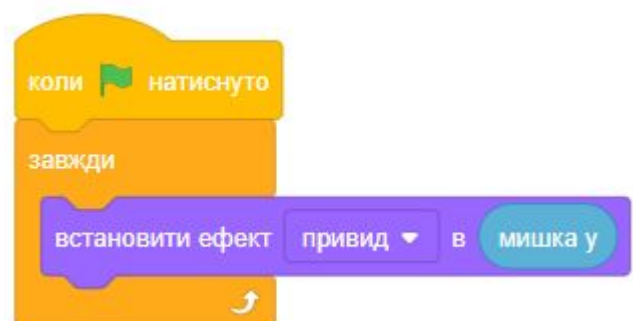 коли натиснуто
завжди
встановити ефект привид в мишка y